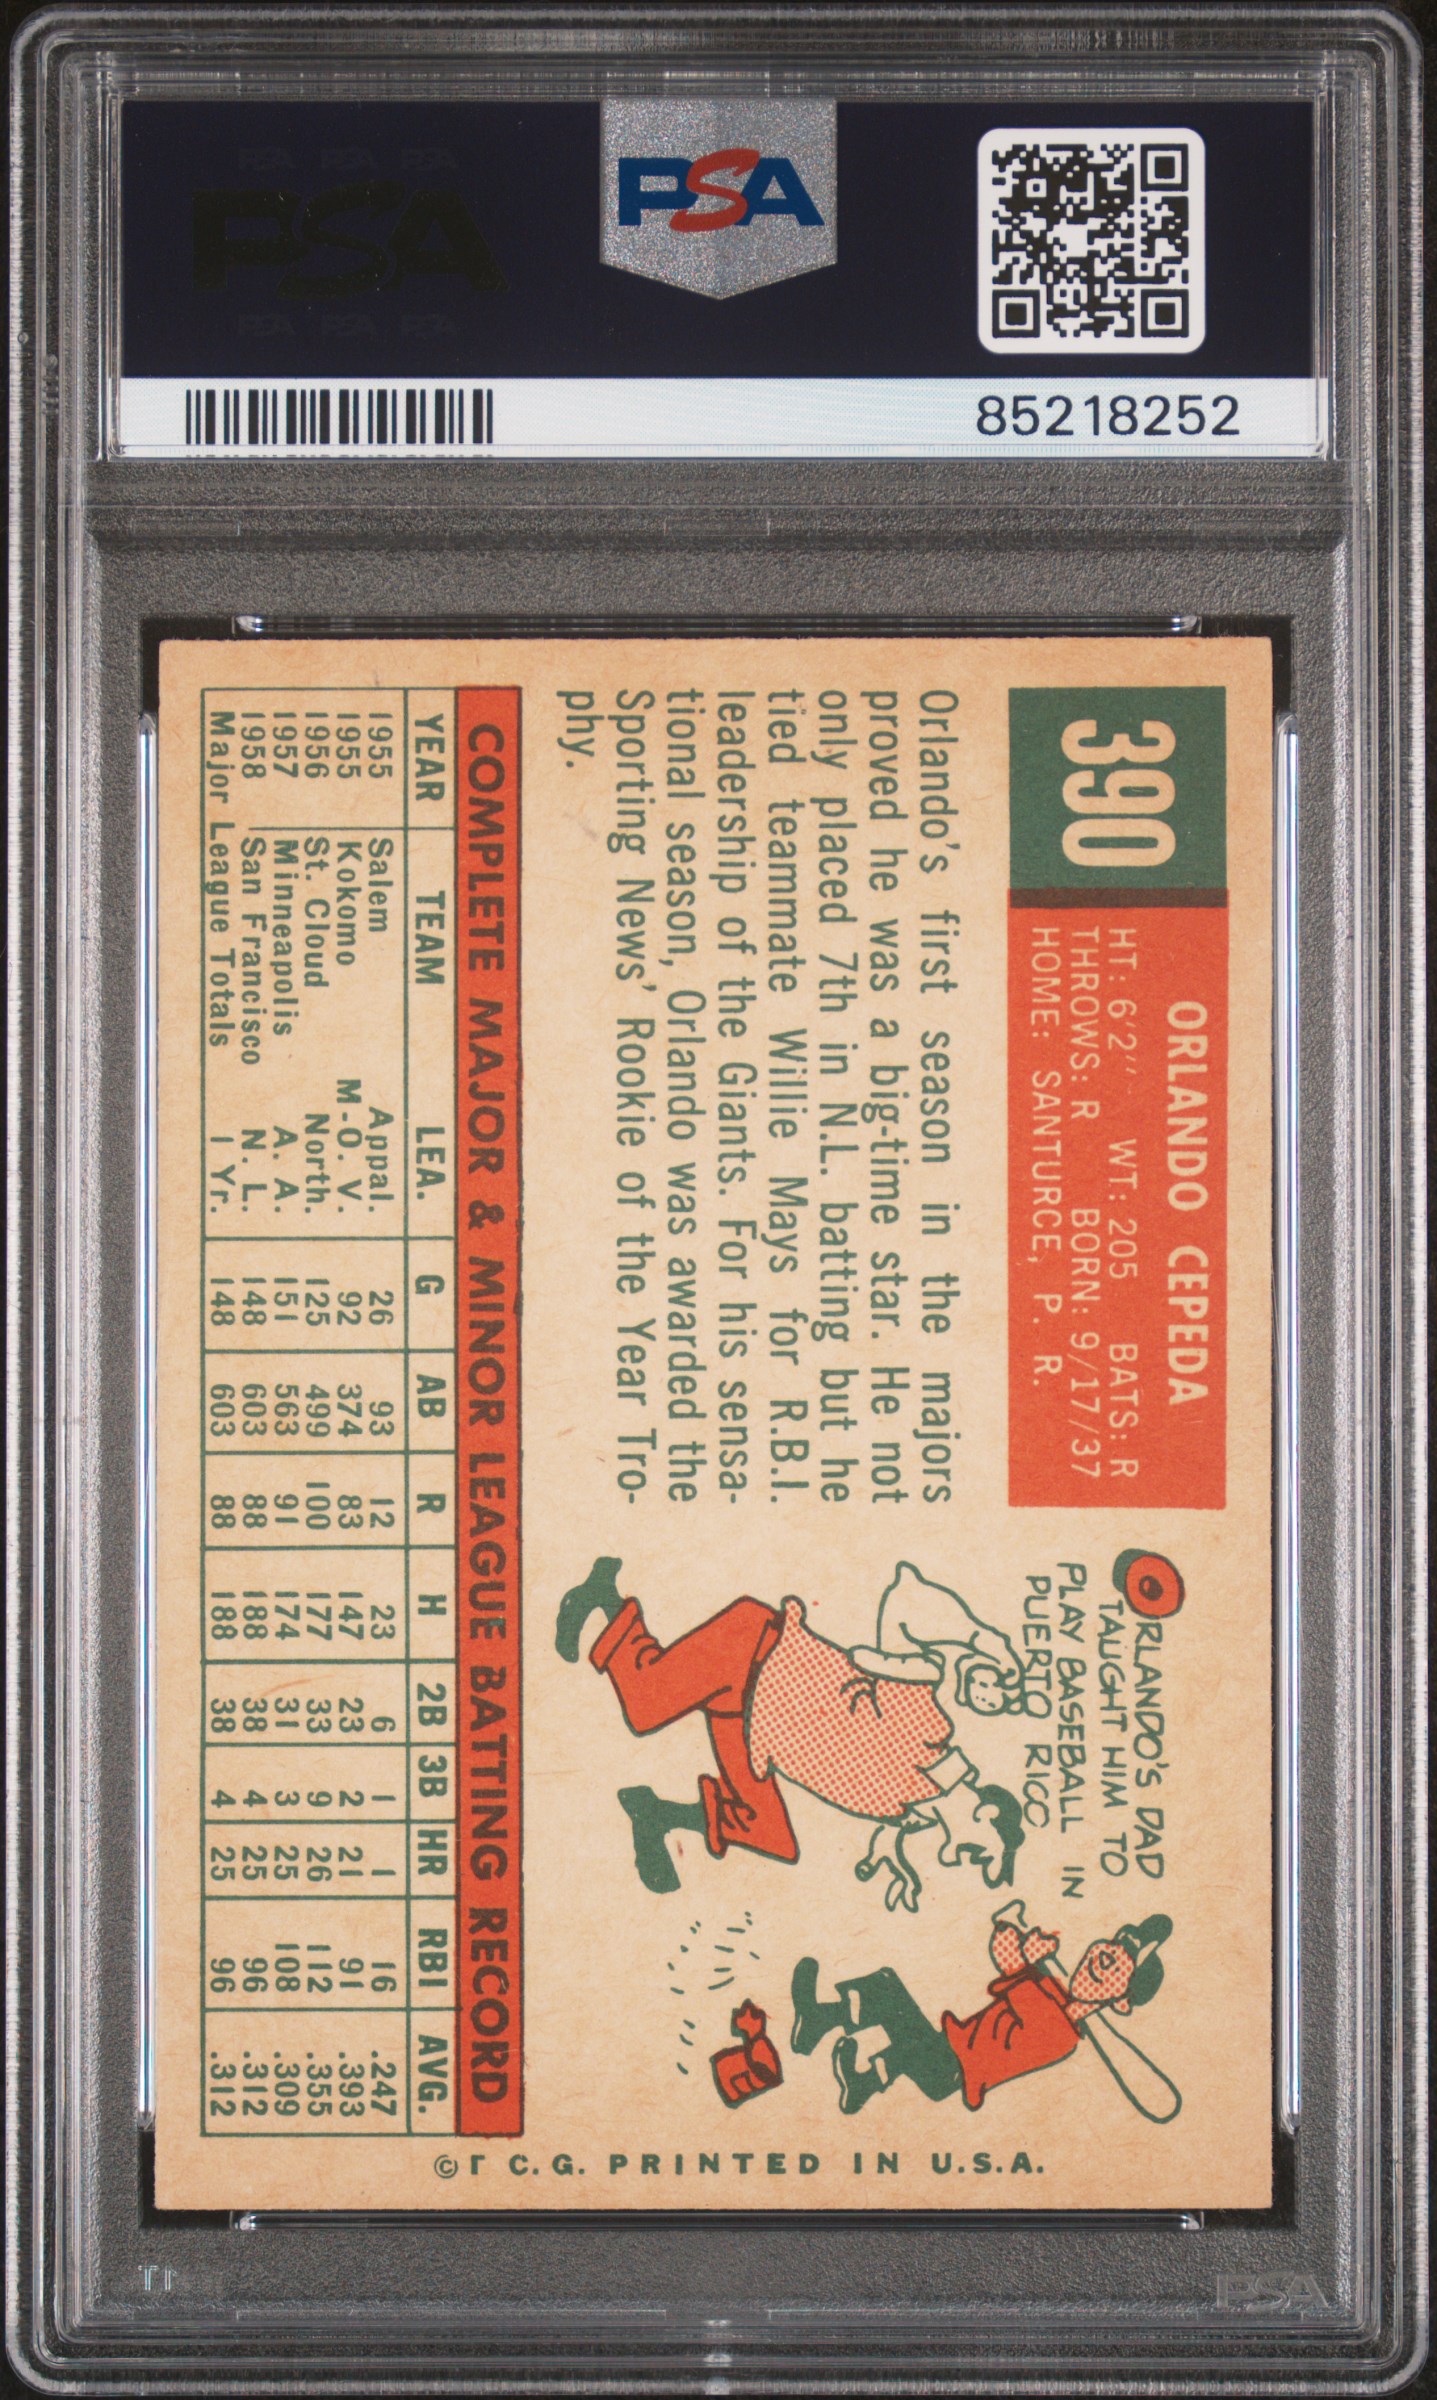 PSA PSA PSA
PSA
PSA PSA PSA
PSA
85218252
390
ORLANDO CEPEDA
HT: 6'2" WT: 205 BATS: R
THROWS: R BORN: 9/17/37
HOME: SANTURCE, P. R.
Orlando's first season in the majors
proved he was a big-time star. He not
only placed 7th in N.L. batting but he
tied teammate Willie Mays for R.B.I.
leadership of the Giants. For his sensa-
tional season, Orlando was awarded the
Sporting News' Rookie of the Year Tro-
phy.
ORLANDO'S DAD
TAUGHT HIM TO
PLAY BASEBALL IN
PUERTO RICO
COMPLETE MAJOR & MINOR LEAGUE BATTING RECORD
YEAR TEAM LEA. G AB R H 2B 3B HR RBI AVG.
1955 Salem Appal. 26 93 12 23 6 1 1 16 .247
1955 Kokomo M-O. V. 92 374 83 147 23 2 21 91 .393
1956 St. Cloud North. 125 499 100 177 33 9 26 112 .355
1957 Minneapolis A. A. 151 563 91 174 31 3 25 108 .309
1958 San Francisco N. L. 148 603 88 188 38 4 25 96 .312
Major League Totals 1 Yr. 148 603 88 188 38 4 25 96 .312
© T. C. G. PRINTED IN U.S.A.
PSA